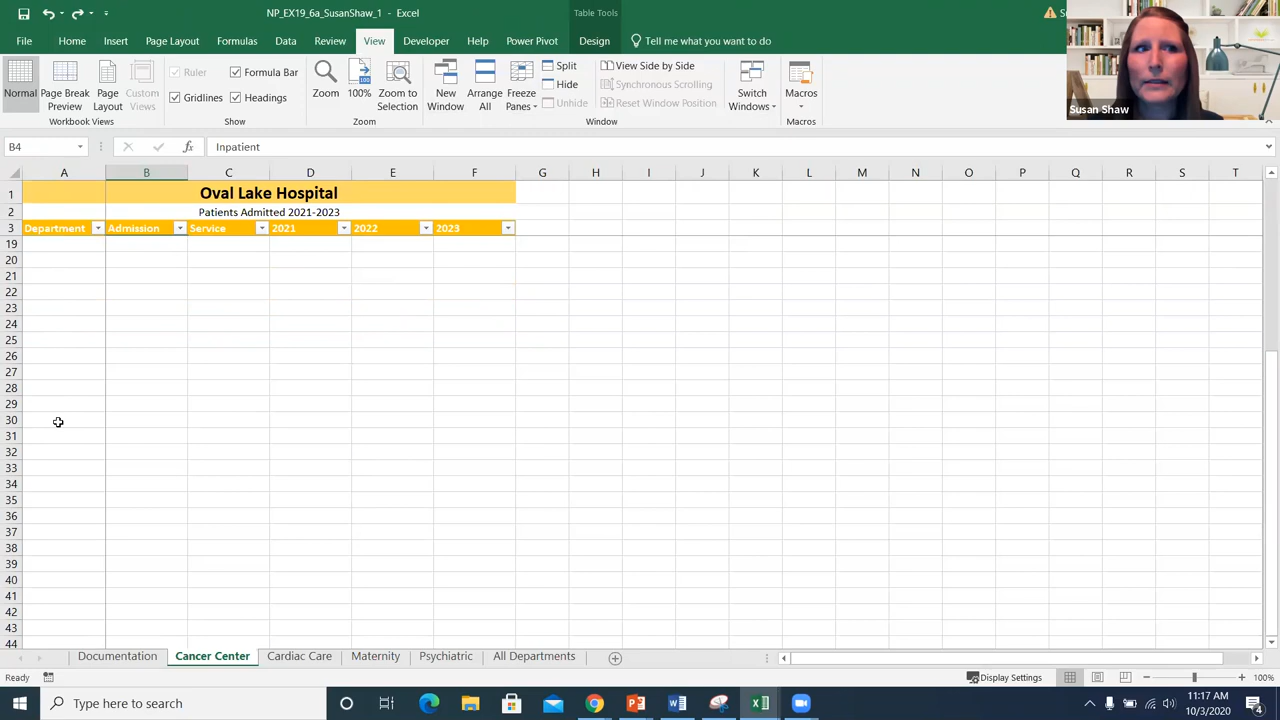 NP_EX19_6a_SusanShaw_1 - Excel
Table Tools
File Home Insert Page Layout Formulas Data Review View Developer Help Power Pivot Design Tell me what you want to do
Normal
Page Break Preview
Page Layout
Custom Views
Workbook Views
Ruler
Formula Bar
Gridlines
Headings
Show
Zoom
100%
Zoom to Selection
Zoom
New Window
Arrange All
Freeze Panes
Split
Hide
Unhide
View Side by Side
Synchronous Scrolling
Reset Window Position
Window
Switch Windows
Macros
Macros
Susan Shaw
B4
fx
Inpatient
A B C D E F G H I J K L M N O P Q R S T
1 Oval Lake Hospital
2 Patients Admitted 2021-2023
3 Department Admission Service 2021 2022 2023
19
20
21
22
23
24
25
26
27
28
29
30
31
32
33
34
35
36
37
38
39
40
41
42
43
44
Documentation Cancer Center Cardiac Care Maternity Psychiatric All Departments
Ready
Display Settings
100%
Type here to search
11:17 AM
10/3/2020
4